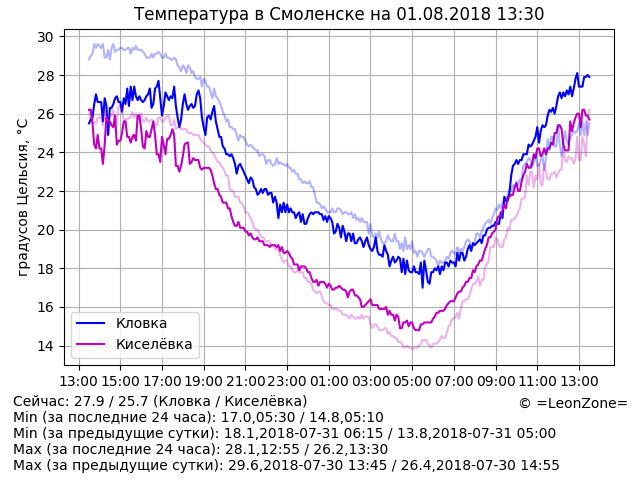 Температура в Смоленске на 01.08.2018 13:30
градусов Цельсия, °C
30
28
26
24
22
20
18
16
14
Кловка
Киселёвка
13:00 15:00 17:00 19:00 21:00 23:00 01:00 03:00 05:00 07:00 09:00 11:00 13:00
Сейчас: 27.9 / 25.7 (Кловка / Киселёвка)
© =LeonZone=
Min (за последние 24 часа): 17.0,05:30 / 14.8,05:10
Min (за предыдущие сутки): 18.1,2018-07-31 06:15 / 13.8,2018-07-31 05:00
Max (за последние 24 часа): 28.1,12:55 / 26.2,13:30
Max (за предыдущие сутки): 29.6,2018-07-30 13:45 / 26.4,2018-07-30 14:55